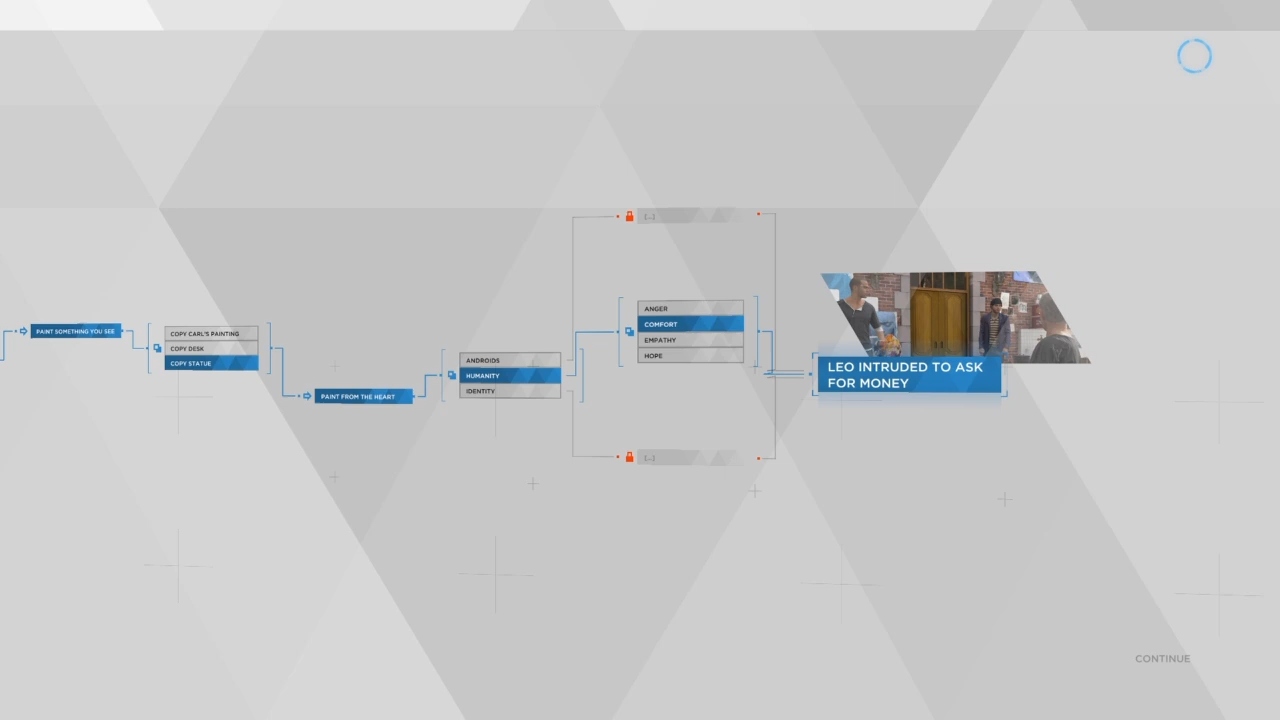 PAINT SOMETHING YOU SEE
COPY CARL'S PAINTING
COPY DESK
COPY STATUE
PAINT FROM THE HEART
ANDROIDS
HUMANITY
IDENTITY
[...]
ANGER
COMFORT
EMPATHY
HOPE
[...]
LEO INTRUDED TO ASK
FOR MONEY
CONTINUE